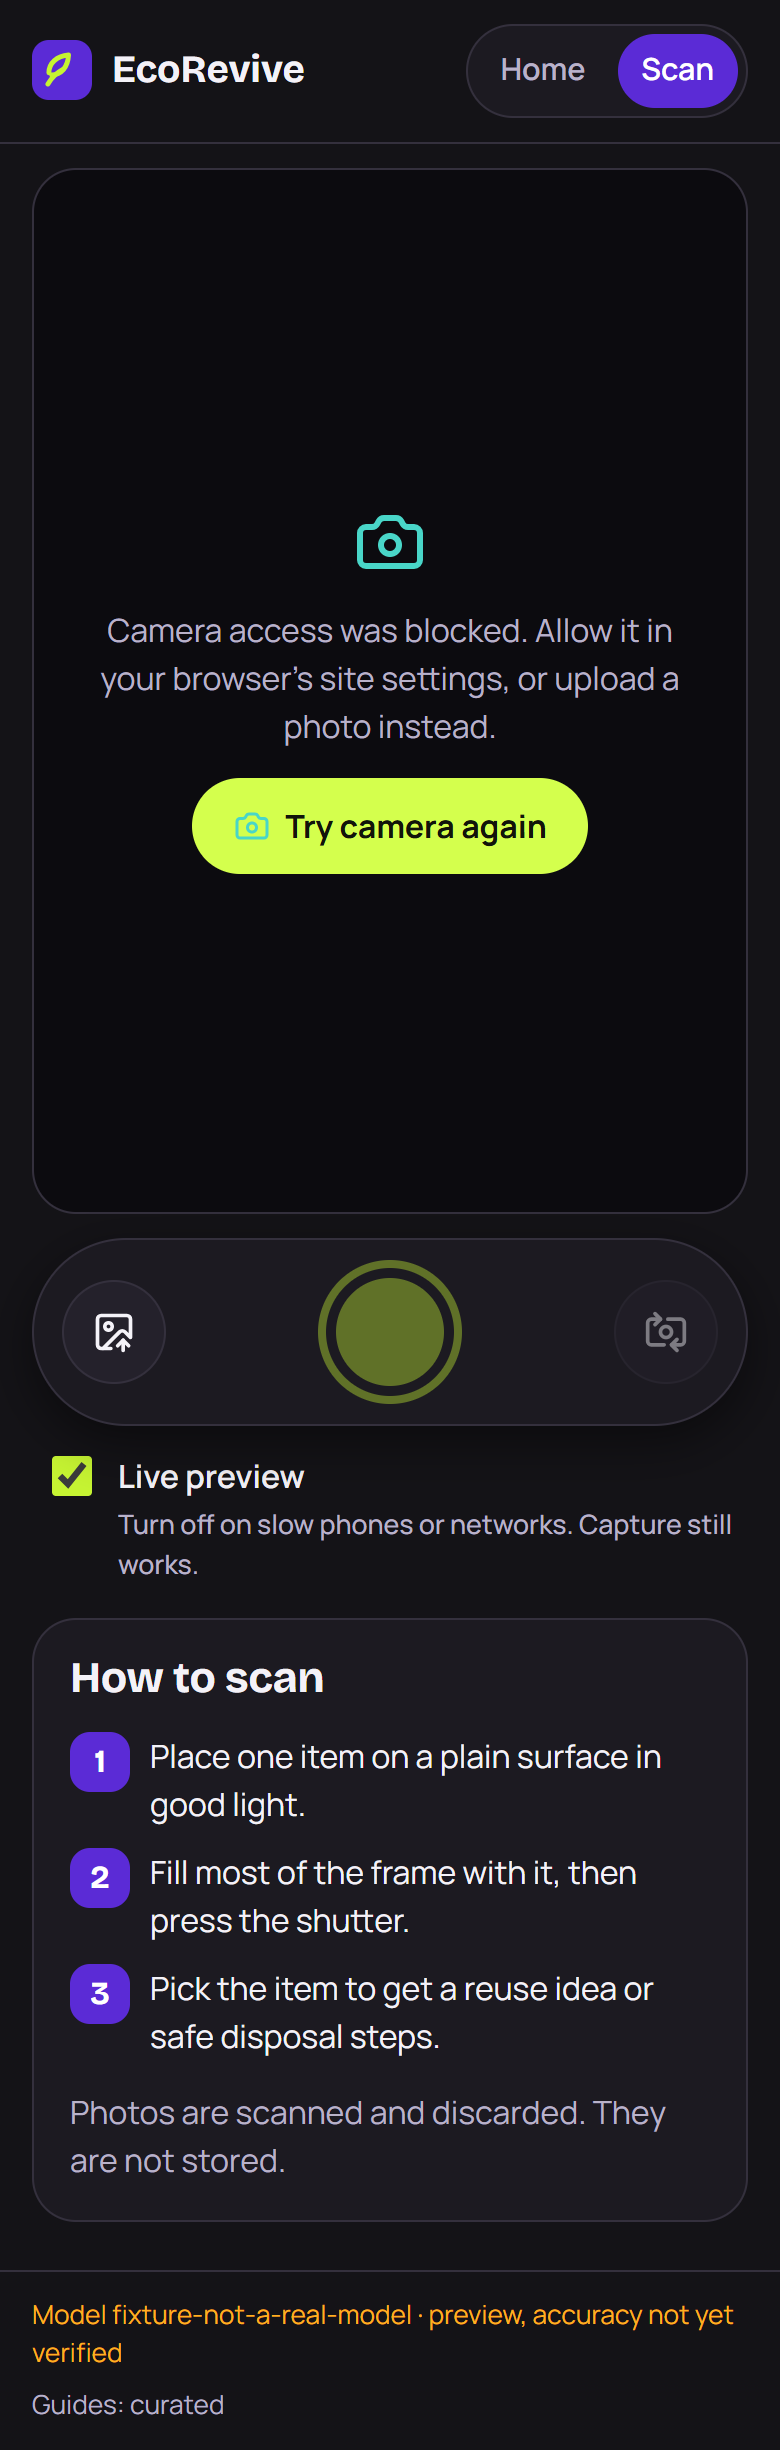 EcoRevive
Home
Scan
Camera access was blocked. Allow it in
your browser’s site settings, or upload a
photo instead.
Try camera again
Live preview
Turn off on slow phones or networks. Capture still
works.
How to scan
1
Place one item on a plain surface in
good light.
2
Fill most of the frame with it, then
press the shutter.
3
Pick the item to get a reuse idea or
safe disposal steps.
Photos are scanned and discarded. They
are not stored.
Model fixture-not-a-real-model · preview, accuracy not yet
verified
Guides: curated